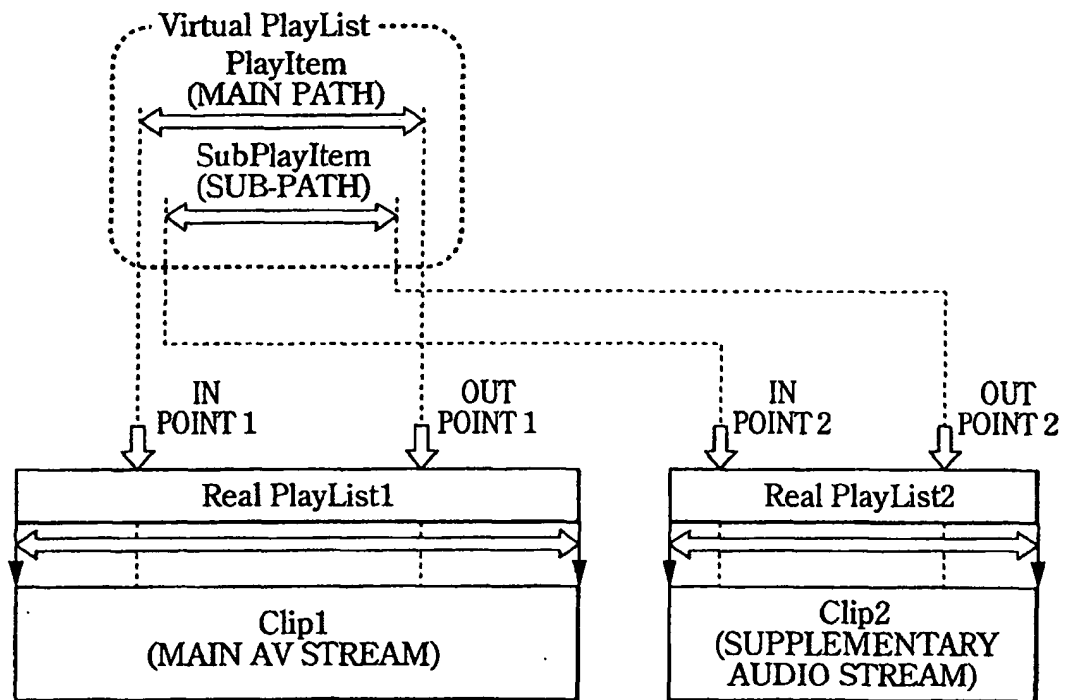 Virtual PlayList
PlayItem
(MAIN PATH)
SubPlayItem
(SUB-PATH)
IN
POINT 1
OUT
POINT 1
IN
POINT 2
OUT
POINT 2
Real PlayList1
Real PlayList2
Clip1
(MAIN AV STREAM)
Clip2
(SUPPLEMENTARY
AUDIO STREAM)